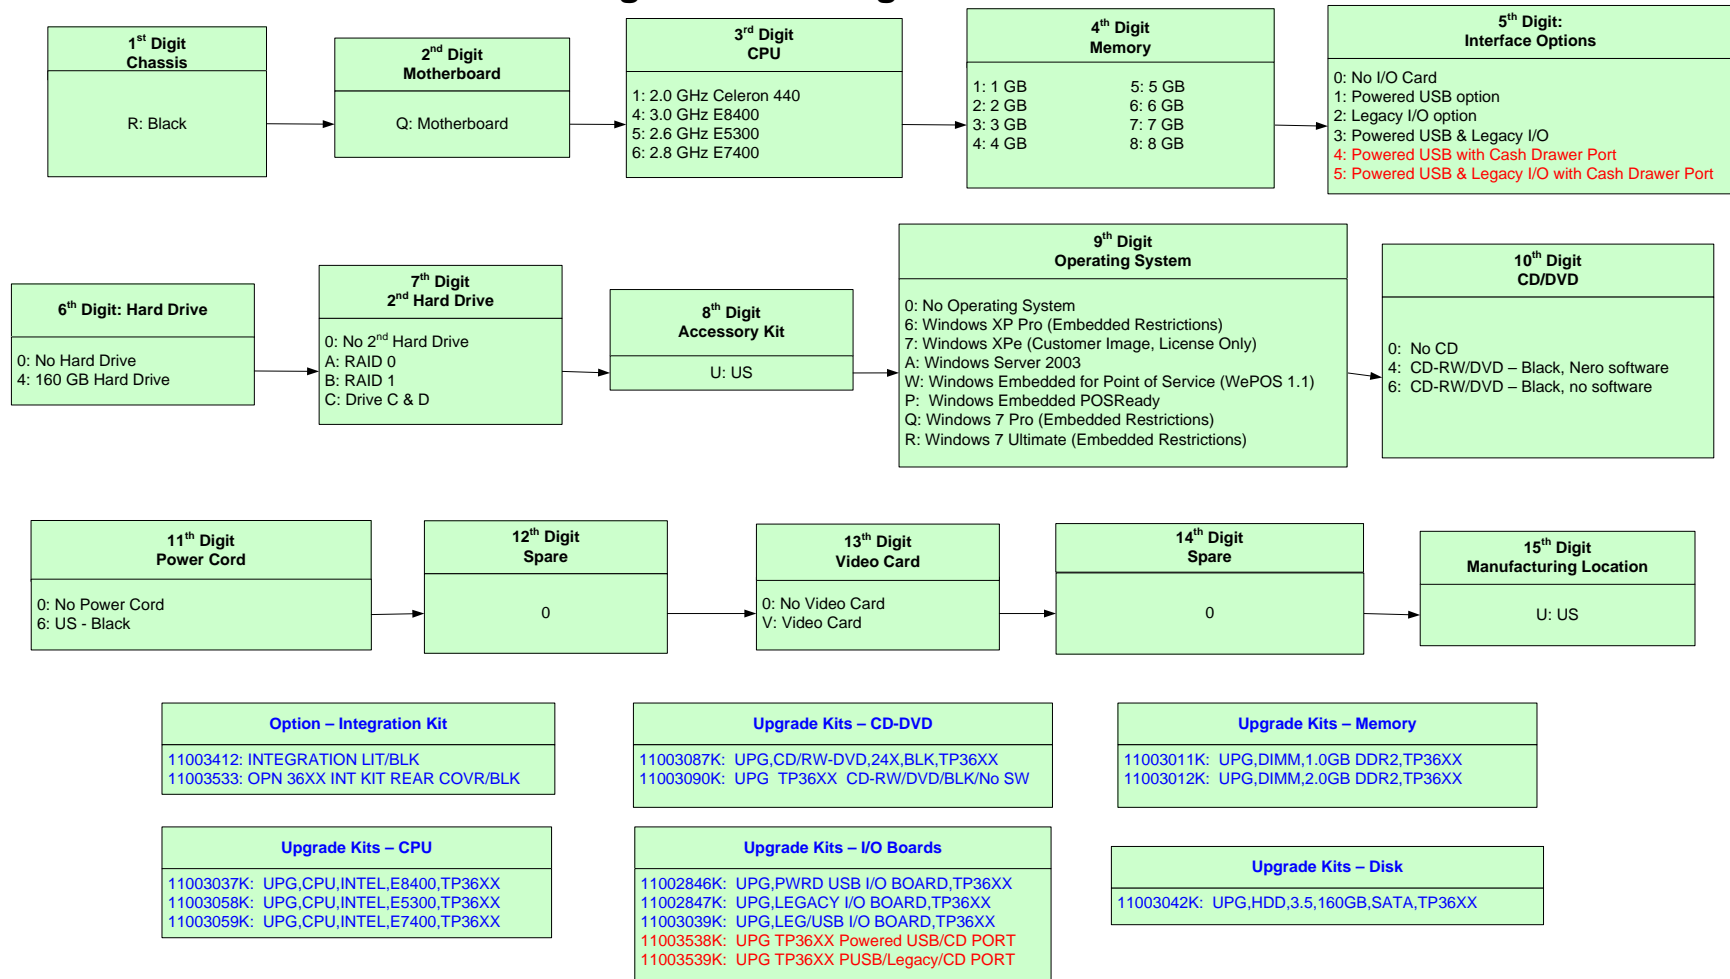 1st Digit
Chassis
R: Black
2nd Digit
Motherboard
Q: Motherboard
3rd Digit
CPU
1: 2.0 GHz Celeron 440
4: 3.0 GHz E8400
5: 2.6 GHz E5300
6: 2.8 GHz E7400
4th Digit
Memory
1: 1 GB
2: 2 GB
3: 3 GB
4: 4 GB
5: 5 GB
6: 6 GB
7: 7 GB
8: 8 GB
5th Digit:
Interface Options
0: No I/O Card
1: Powered USB option
2: Legacy I/O option
3: Powered USB & Legacy I/O
4: Powered USB with Cash Drawer Port
5: Powered USB & Legacy I/O with Cash Drawer Port
6th Digit: Hard Drive
0: No Hard Drive
4: 160 GB Hard Drive
7th Digit
2nd Hard Drive
0: No 2nd Hard Drive
A: RAID 0
B: RAID 1
C: Drive C & D
8th Digit
Accessory Kit
U: US
9th Digit
Operating System
0: No Operating System
6: Windows XP Pro (Embedded Restrictions)
7: Windows XPe (Customer Image, License Only)
A: Windows Server 2003
W: Windows Embedded for Point of Service (WePOS 1.1)
P: Windows Embedded POSReady
Q: Windows 7 Pro (Embedded Restrictions)
R: Windows 7 Ultimate (Embedded Restrictions)
10th Digit
CD/DVD
0: No CD
4: CD-RW/DVD – Black, Nero software
6: CD-RW/DVD – Black, no software
11th Digit
Power Cord
0: No Power Cord
6: US - Black
12th Digit
Spare
0
13th Digit
Video Card
0: No Video Card
V: Video Card
14th Digit
Spare
0
15th Digit
Manufacturing Location
U: US
Option – Integration Kit
11003412: INTEGRATION LIT/BLK
11003533: OPN 36XX INT KIT REAR COVR/BLK
Upgrade Kits – CD-DVD
11003087K: UPG,CD/RW-DVD,24X,BLK,TP36XX
11003090K: UPG TP36XX CD-RW/DVD/BLK/No SW
Upgrade Kits – Memory
11003011K: UPG,DIMM,1.0GB DDR2,TP36XX
11003012K: UPG,DIMM,2.0GB DDR2,TP36XX
Upgrade Kits – CPU
11003037K: UPG,CPU,INTEL,E8400,TP36XX
11003058K: UPG,CPU,INTEL,E5300,TP36XX
11003059K: UPG,CPU,INTEL,E7400,TP36XX
Upgrade Kits – I/O Boards
11002846K: UPG,PWRD USB I/O BOARD,TP36XX
11002847K: UPG,LEGACY I/O BOARD,TP36XX
11003039K: UPG,LEG/USB I/O BOARD,TP36XX
11003538K: UPG TP36XX Powered USB/CD PORT
11003539K: UPG TP36XX PUSB/Legacy/CD PORT
Upgrade Kits – Disk
11003042K: UPG,HDD,3.5,160GB,SATA,TP36XX